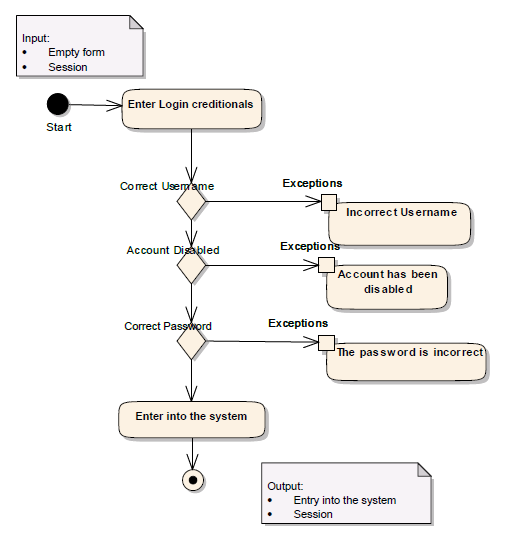 Input:
• Empty form
• Session
Start
Enter Login creditionals
Correct Username
Exceptions
Incorrect Username
Account Disabled
Exceptions
Account has been
disabled
Correct Password
Exceptions
The password is incorrect
Enter into the system
Output:
• Entry into the system
• Session